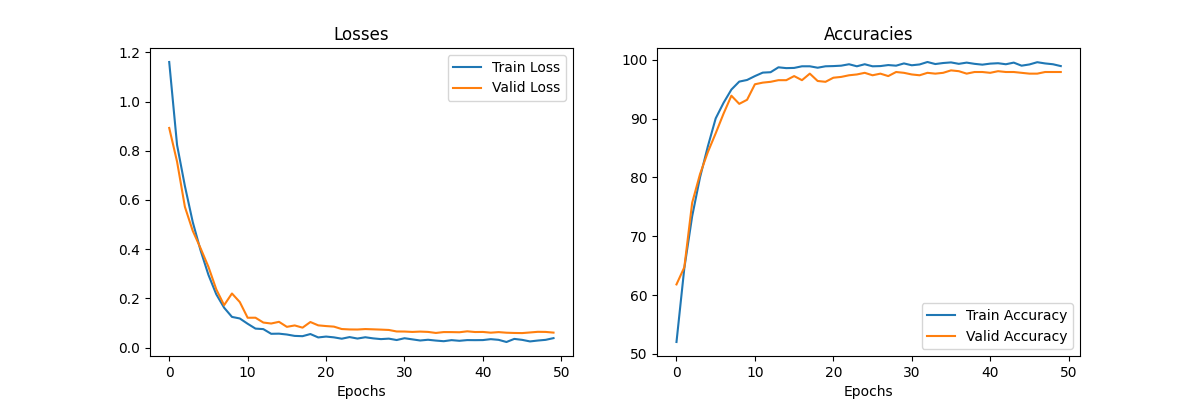 Losses
1.2
1.0
0.8
0.6
0.4
0.2
0.0
0 10 20 30 40 50
Epochs
Train Loss
Valid Loss
Accuracies
100
90
80
70
60
50
0 10 20 30 40 50
Epochs
Train Accuracy
Valid Accuracy